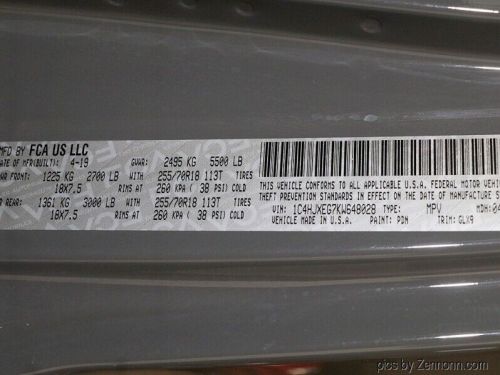 MFD BY FCA US LLC
DATE OF MFR(BUILT): 4-19 GVWR: 2495 KG 5500 LB
FRONT: 1225 KG 2700 LB WITH 255/70R18 113T TIRES
18X7.5 RIMS AT 260 KPA ( 38 PSI) COLD
REAR: 1361 KG 3000 LB WITH 255/70R18 113T TIRES
18X7.5 RIMS AT 260 KPA ( 38 PSI) COLD
THIS VEHICLE CONFORMS TO ALL APPLICABLE U.S.A. FEDERAL MOTOR VEHIC
THEFT PREVENTION STANDARDS IN EFFECT ON THE DATE OF MANUFACTURE S
VIN: 1C4HJXEG7KW648028 TYPE: MPV MDH: 04
VEHICLE MADE IN U.S.A. PAINT: PDN TRIM: GLX9
pics by Zennonn.com